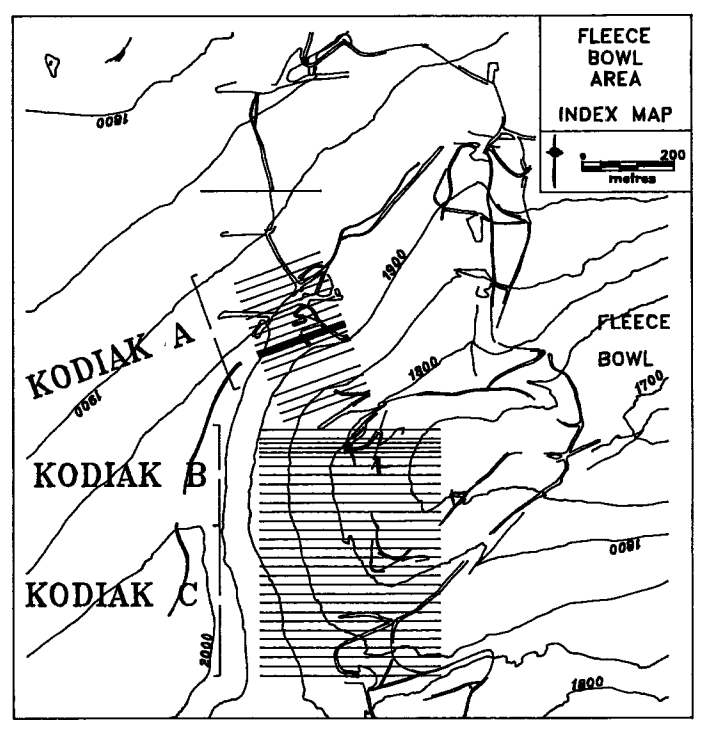 FLEECE
BOWL
AREA
INDEX MAP
0 200
metres
1800
1900
KODIAK A
FLEECE
BOWL
1800
1700
1900
KODIAK B
1800
KODIAK C
2000
1800